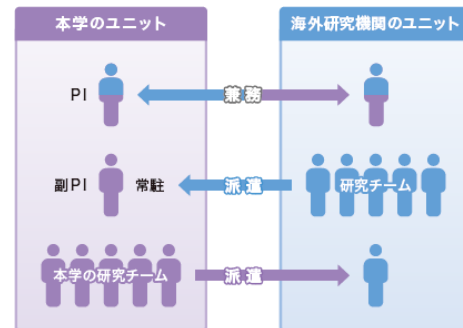 本学のユニット
海外研究機関のユニット
PI
兼務
副PI
常駐
派遣
研究チーム
本学の研究チーム
派遣